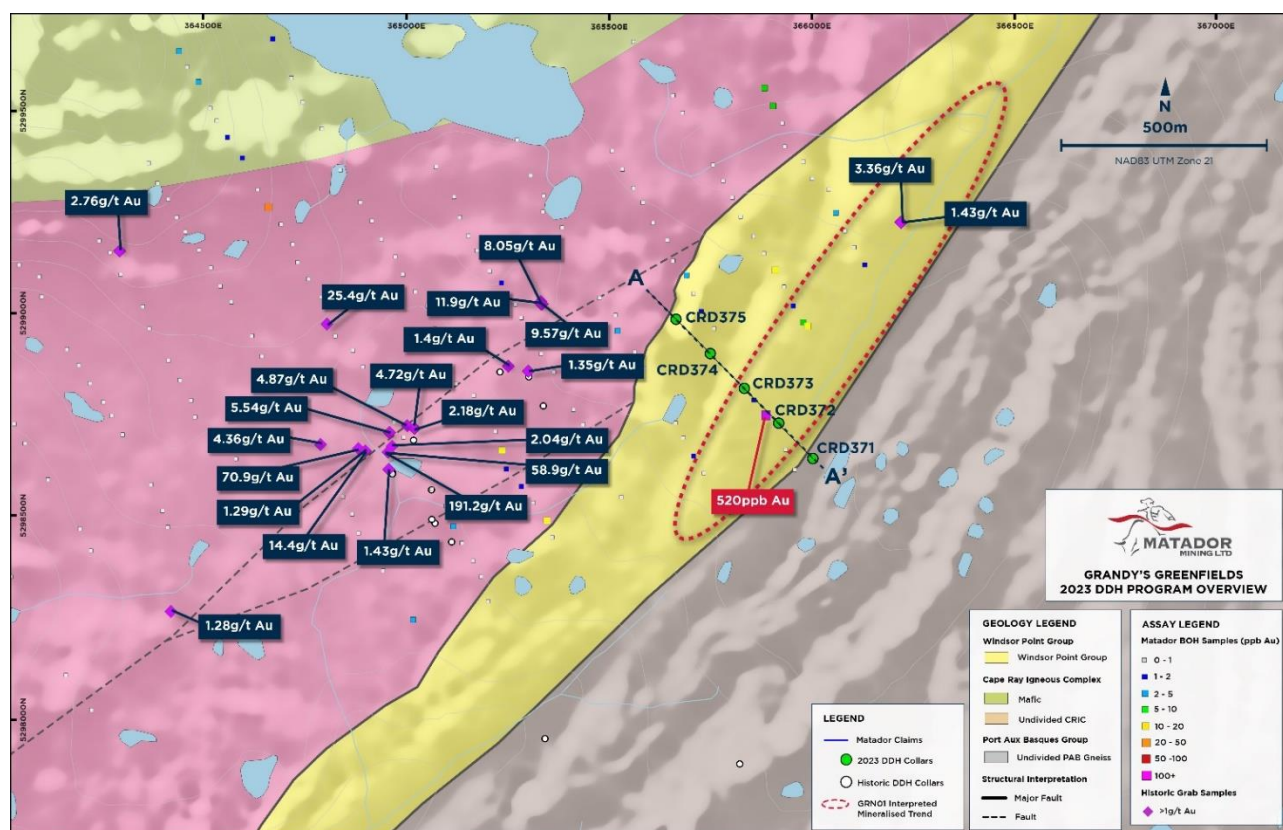 364500E
365000E
365500E
366000E
366500E
367000E
5299500N
5299000N
5298500N
5298000N
N
500m
NAD83 UTM Zone 21
2.76g/t Au
3.36g/t Au
1.43g/t Au
8.05g/t Au
25.4g/t Au
11.9g/t Au
9.57g/t Au
1.4g/t Au
1.35g/t Au
4.87g/t Au
4.72g/t Au
5.54g/t Au
2.18g/t Au
4.36g/t Au
2.04g/t Au
70.9g/t Au
58.9g/t Au
1.29g/t Au
191.2g/t Au
14.4g/t Au
1.43g/t Au
1.28g/t Au
A
CRD375
CRD374
CRD373
CRD372
CRD371
A'
520ppb Au
MATADOR
MINING LTD
GRANDY'S GREENFIELDS
2023 DDH PROGRAM OVERVIEW
LEGEND
Matador Claims
2023 DDH Collars
Historic DDH Collars
GRN01 Interpreted
Mineralised Trend
GEOLOGY LEGEND
Windsor Point Group
Windsor Point Group
Cape Ray Igneous Complex
Mafic
Undivided CRIC
Port Aux Basques Group
Undivided PAB Gneiss
Structural Interpretation
Major Fault
Fault
ASSAY LEGEND
Matador BOH Samples (ppb Au)
0 - 1
1 - 2
2 - 5
5 - 10
10 - 20
20 - 50
50 -100
100+
Historic Grab Samples
>1g/t Au